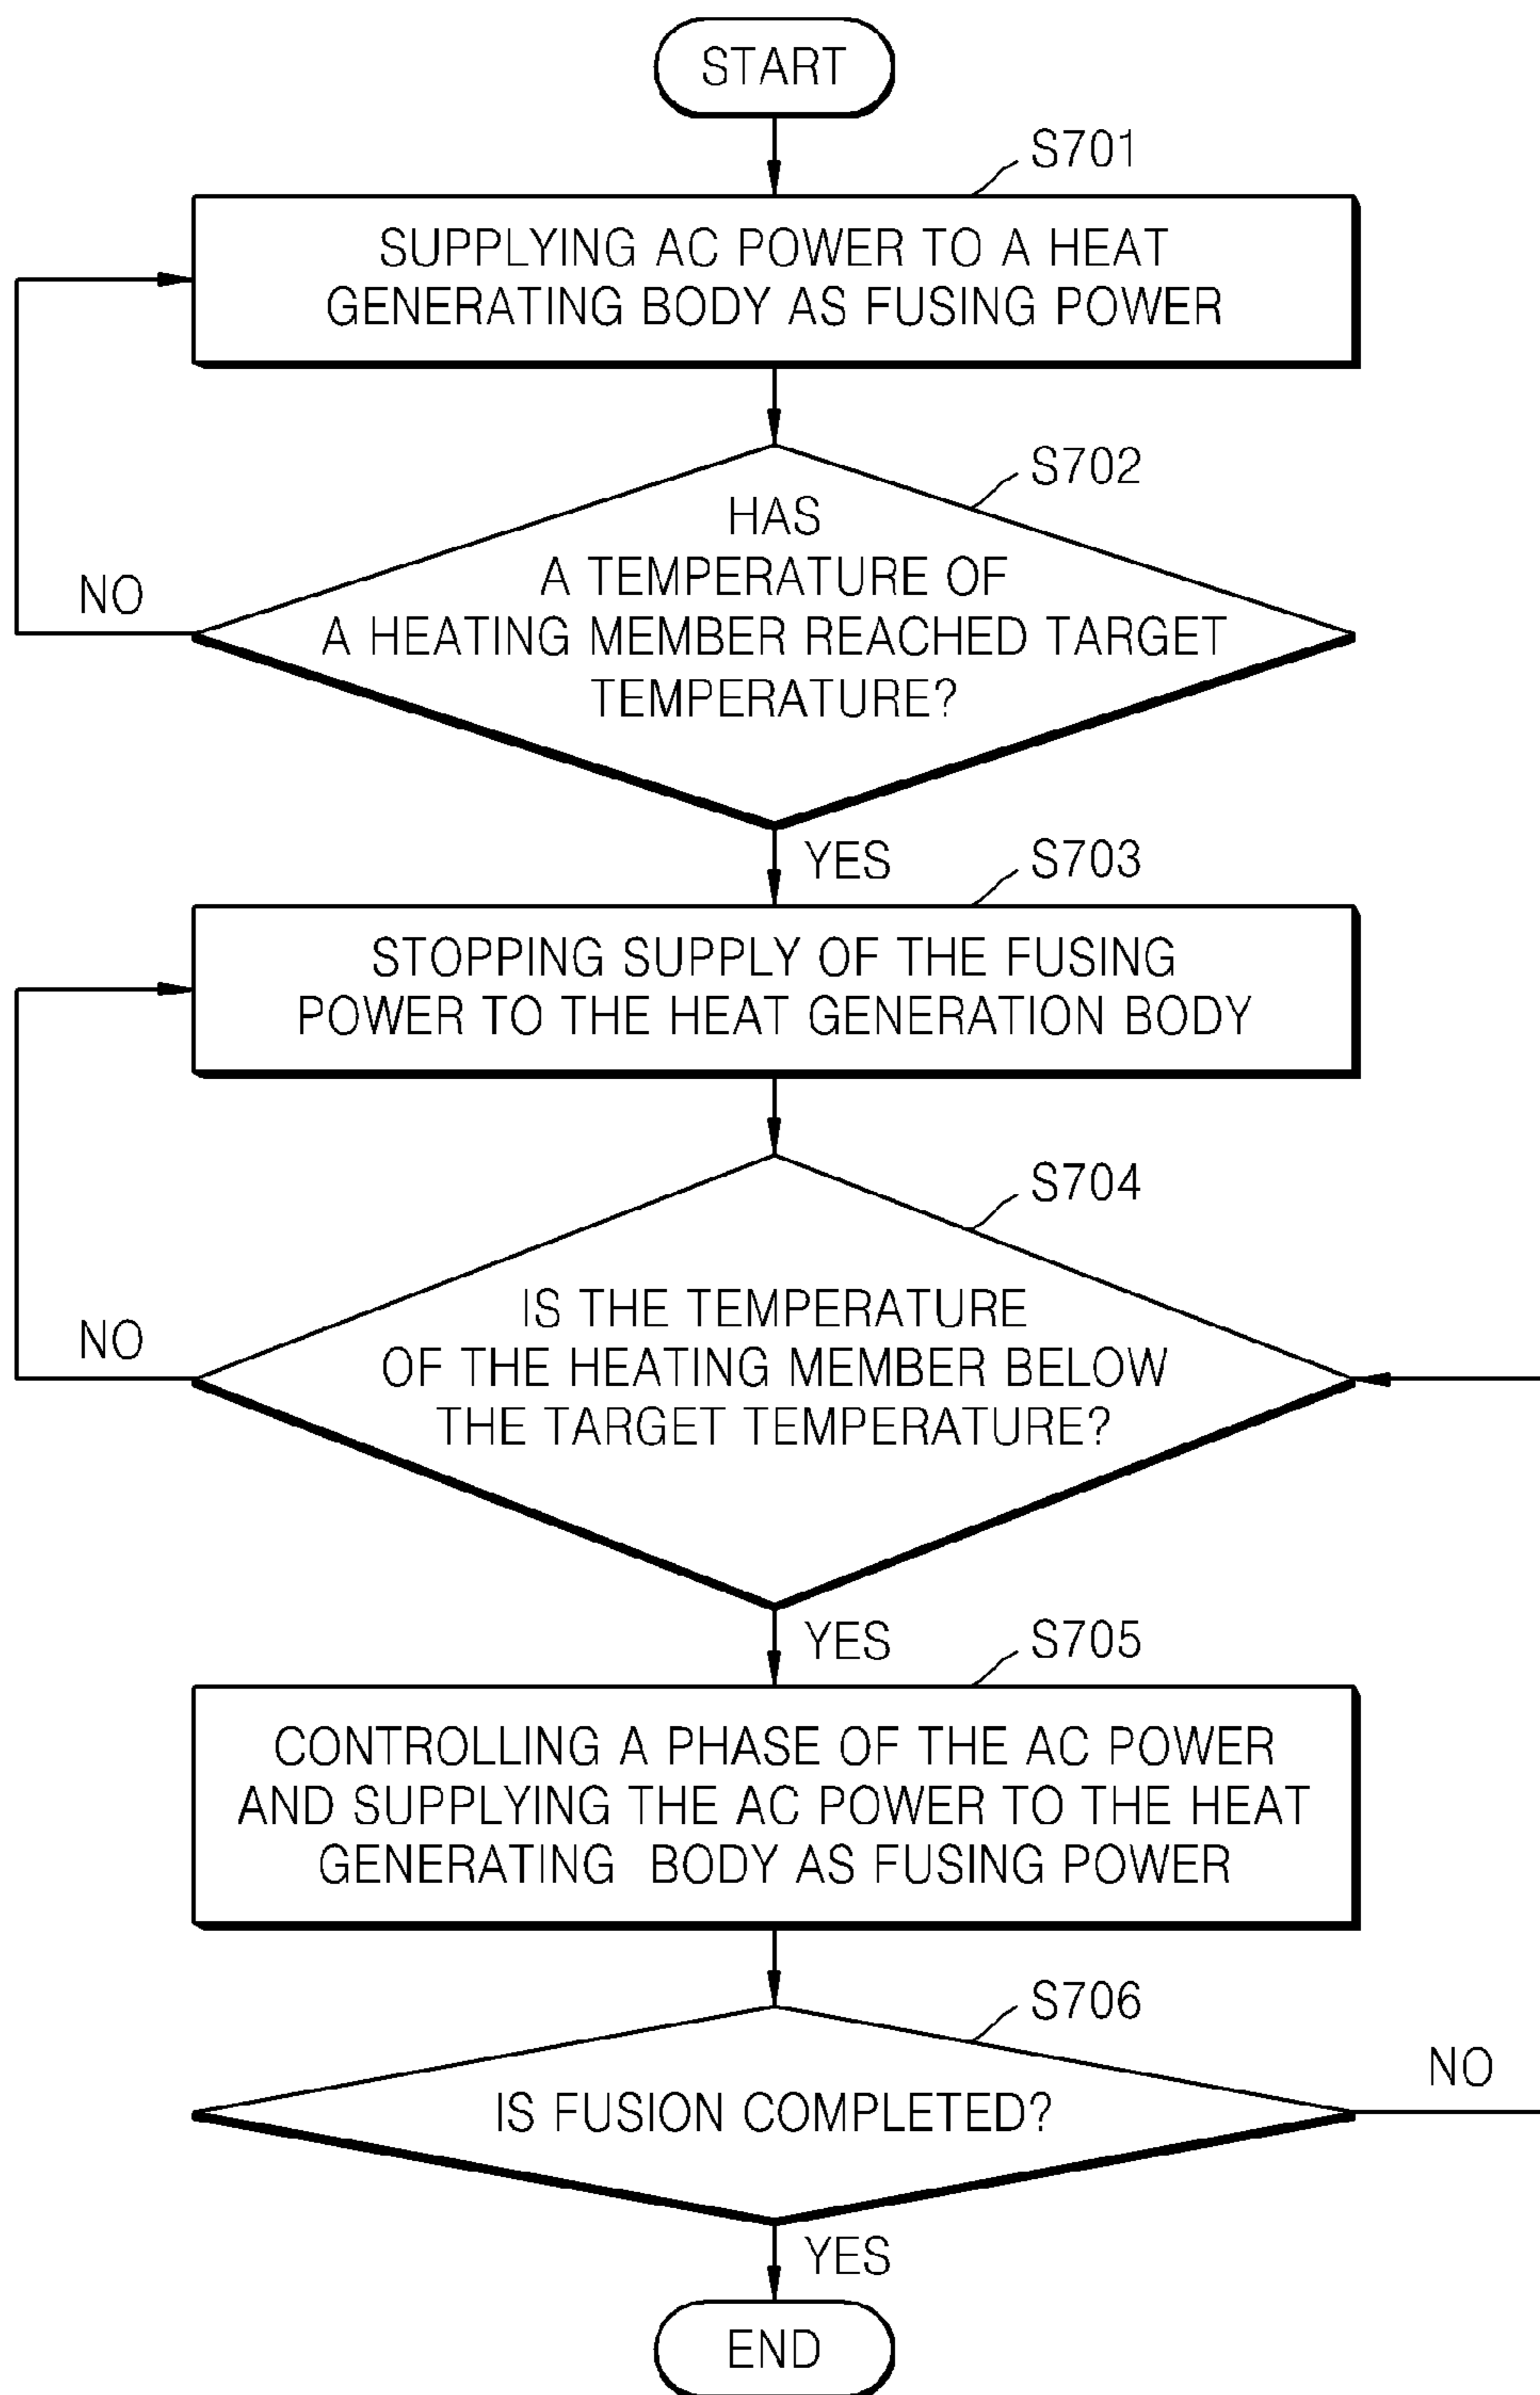 START
S701
SUPPLYING AC POWER TO A HEAT
GENERATING BODY AS FUSING POWER
S702
HAS
A TEMPERATURE OF
A HEATING MEMBER REACHED TARGET
TEMPERATURE?
NO
YES
S703
STOPPING SUPPLY OF THE FUSING
POWER TO THE HEAT GENERATION BODY
S704
IS THE TEMPERATURE
OF THE HEATING MEMBER BELOW
THE TARGET TEMPERATURE?
NO
YES
S705
CONTROLLING A PHASE OF THE AC POWER
AND SUPPLYING THE AC POWER TO THE HEAT
GENERATING BODY AS FUSING POWER
S706
IS FUSION COMPLETED?
NO
YES
END